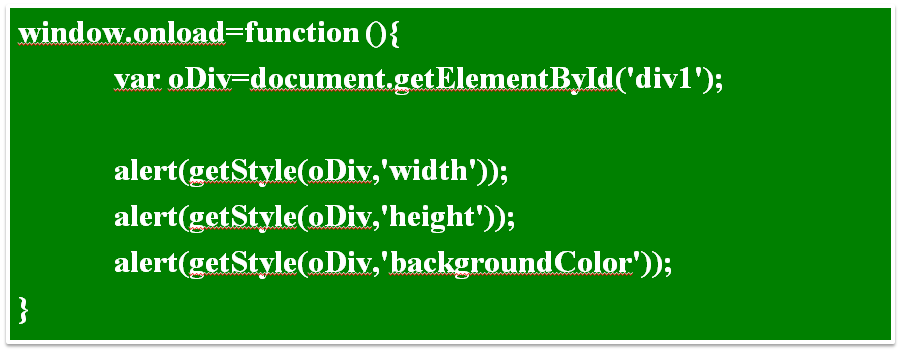 window.onload=function (){
var oDiv=document.getElementById('div1');
alert(getStyle(oDiv,'width'));
alert(getStyle(oDiv,'height'));
alert(getStyle(oDiv,'backgroundColor'));
}